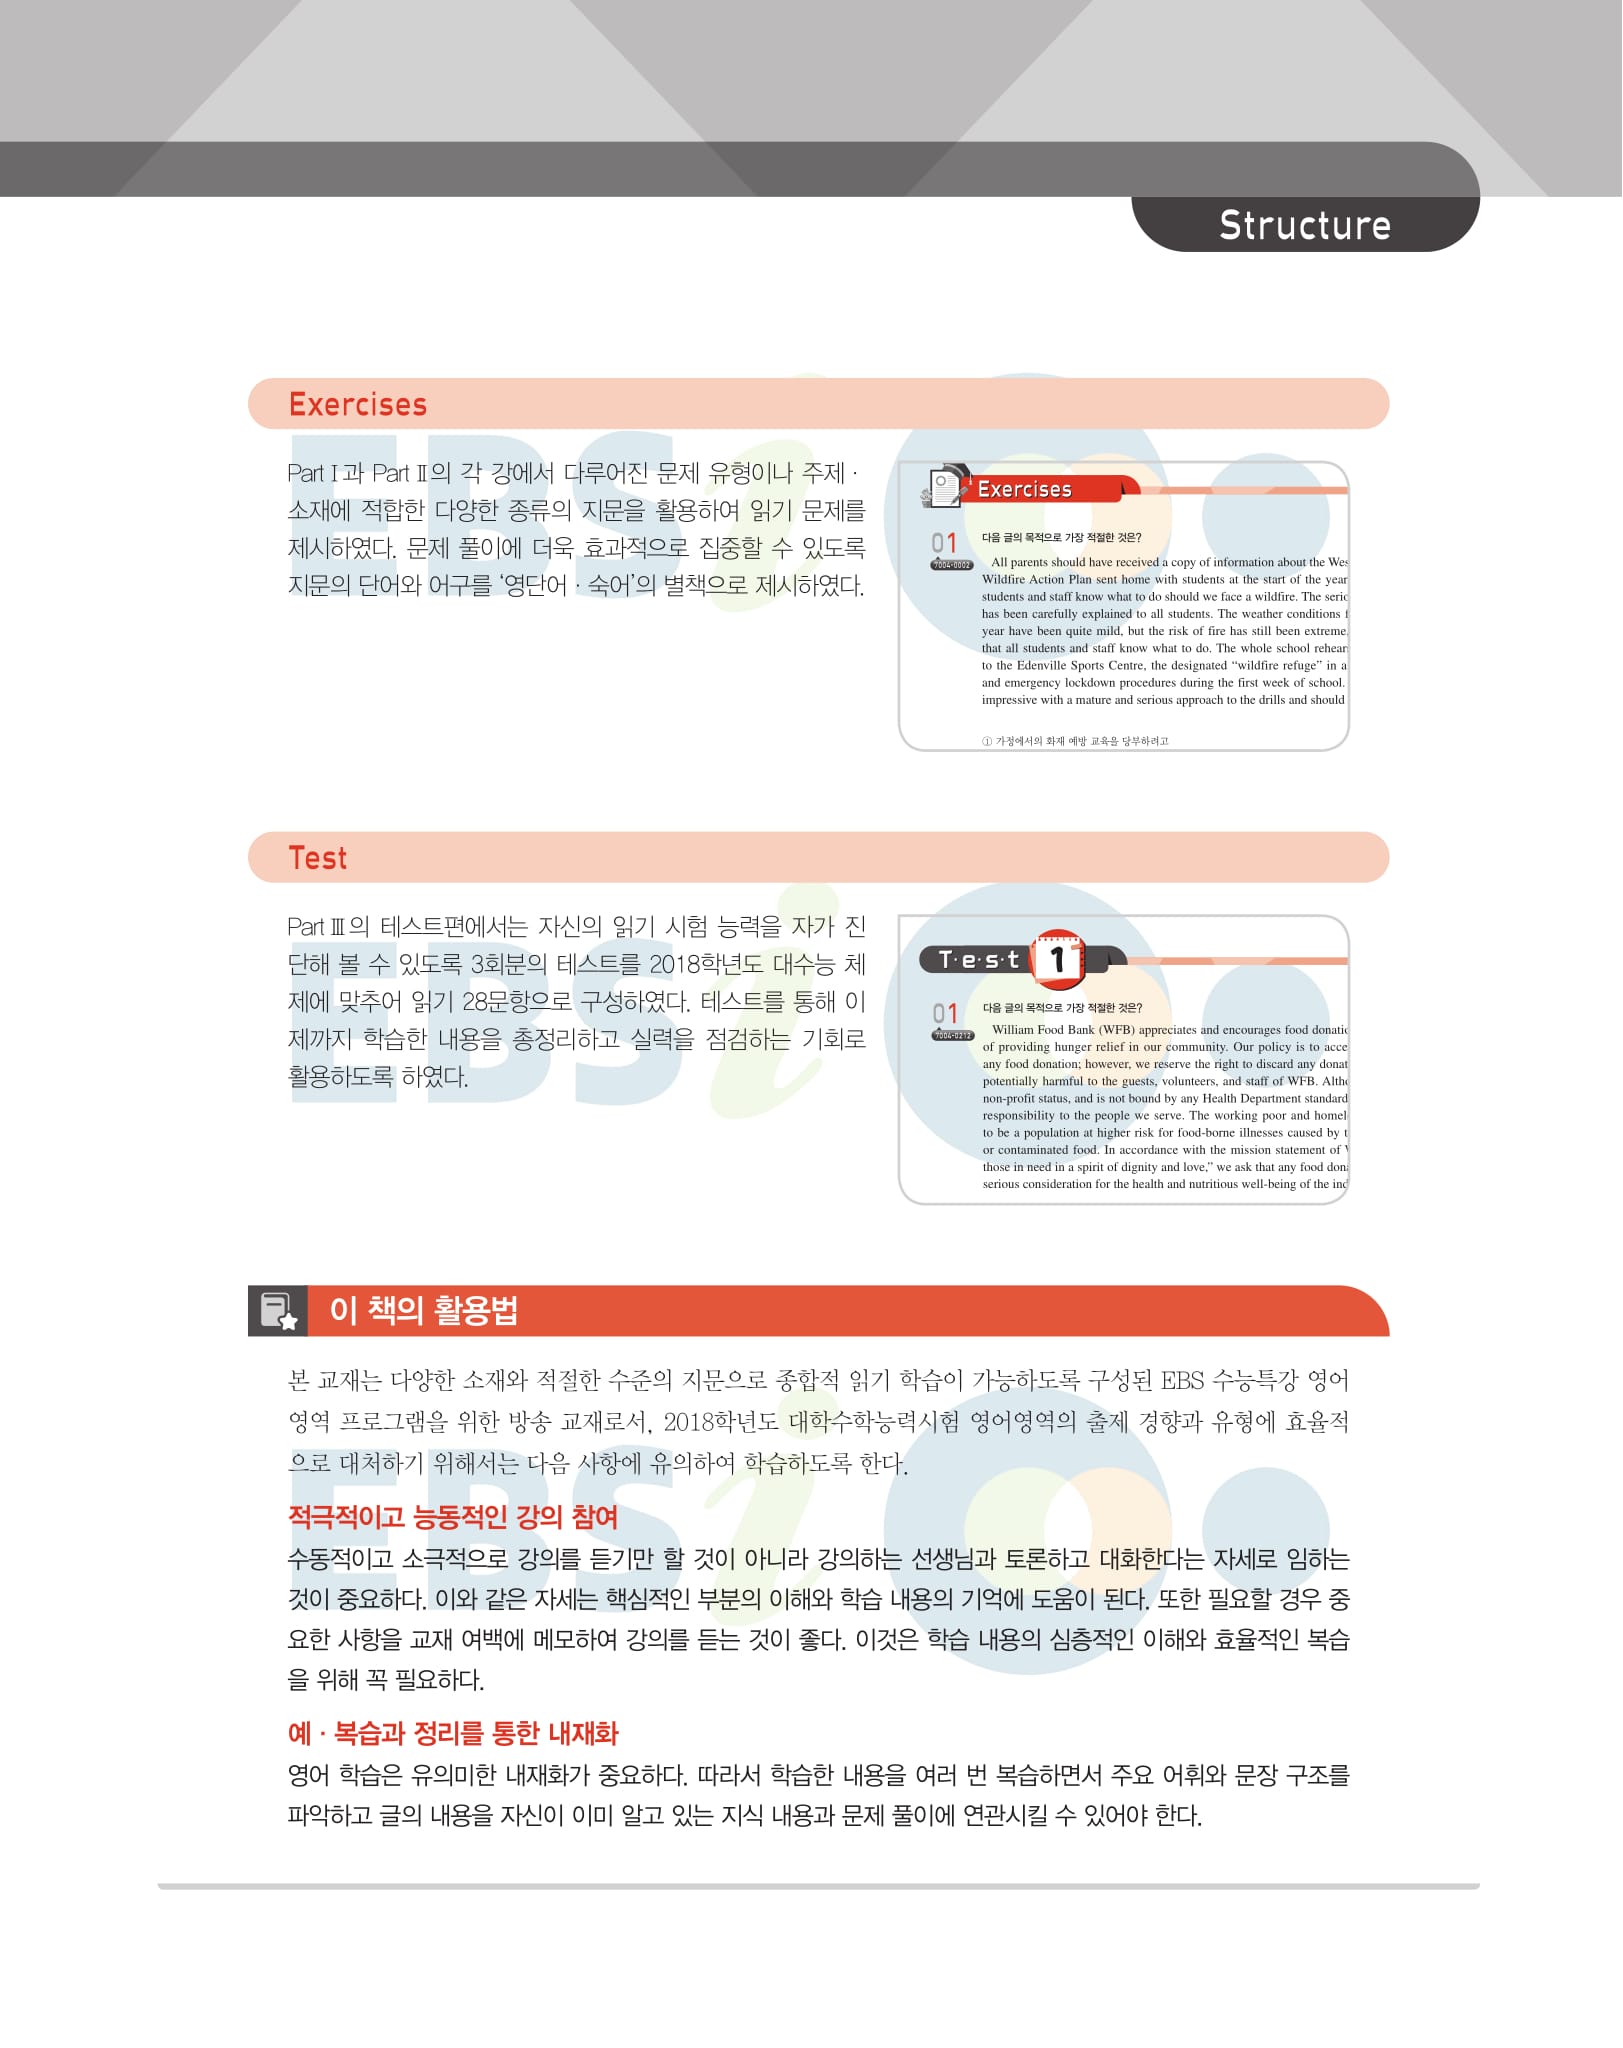 Structure
Exercises
Part Ⅰ과 Part Ⅱ의 각 강에서 다루어진 문제 유형이나 주제 ·
소재에 적합한 다양한 종류의 지문을 활용하여 읽기 문제를
제시하였다. 문제 풀이에 더욱 효과적으로 집중할 수 있도록
지문의 단어와 어구를 ‘영단어 · 숙어’의 별책으로 제시하였다.
Exercises
01
7004-0002
다음 글의 목적으로 가장 적절한 것은?
All parents should have received a copy of information about the Wes
Wildfire Action Plan sent home with students at the start of the year
students and staff know what to do should we face a wildfire. The serio
has been carefully explained to all students. The weather conditions f
year have been quite mild, but the risk of fire has still been extreme.
that all students and staff know what to do. The whole school rehear
to the Edenville Sports Centre, the designated “wildfire refuge” in a
and emergency lockdown procedures during the first week of school.
impressive with a mature and serious approach to the drills and should
① 가정에서의 화재 예방 교육을 당부하려고
Test
Part Ⅲ의 테스트편에서는 자신의 읽기 시험 능력을 자가 진
단해 볼 수 있도록 3회분의 테스트를 2018학년도 대수능 체
제에 맞추어 읽기 28문항으로 구성하였다. 테스트를 통해 이
제까지 학습한 내용을 총정리하고 실력을 점검하는 기회로
활용하도록 하였다.
T·e·s·t 1
01
7004-0212
다음 글의 목적으로 가장 적절한 것은?
William Food Bank (WFB) appreciates and encourages food donatio
of providing hunger relief in our community. Our policy is to acce
any food donation; however, we reserve the right to discard any donat
potentially harmful to the guests, volunteers, and staff of WFB. Altho
non-profit status, and is not bound by any Health Department standard
responsibility to the people we serve. The working poor and homel
to be a population at higher risk for food-borne illnesses caused by t
or contaminated food. In accordance with the mission statement of W
those in need in a spirit of dignity and love,” we ask that any food dona
serious consideration for the health and nutritious well-being of the ind
이 책의 활용법
본 교재는 다양한 소재와 적절한 수준의 지문으로 종합적 읽기 학습이 가능하도록 구성된 EBS 수능특강 영어
영역 프로그램을 위한 방송 교재로서, 2018학년도 대학수학능력시험 영어영역의 출제 경향과 유형에 효율적
으로 대처하기 위해서는 다음 사항에 유의하여 학습하도록 한다.
적극적이고 능동적인 강의 참여
수동적이고 소극적으로 강의를 듣기만 할 것이 아니라 강의하는 선생님과 토론하고 대화한다는 자세로 임하는
것이 중요하다. 이와 같은 자세는 핵심적인 부분의 이해와 학습 내용의 기억에 도움이 된다. 또한 필요할 경우 중
요한 사항을 교재 여백에 메모하여 강의를 듣는 것이 좋다. 이것은 학습 내용의 심층적인 이해와 효율적인 복습
을 위해 꼭 필요하다.
예 · 복습과 정리를 통한 내재화
영어 학습은 유의미한 내재화가 중요하다. 따라서 학습한 내용을 여러 번 복습하면서 주요 어휘와 문장 구조를
파악하고 글의 내용을 자신이 이미 알고 있는 지식 내용과 문제 풀이에 연관시킬 수 있어야 한다.
EBSi
EBSi
EBSi